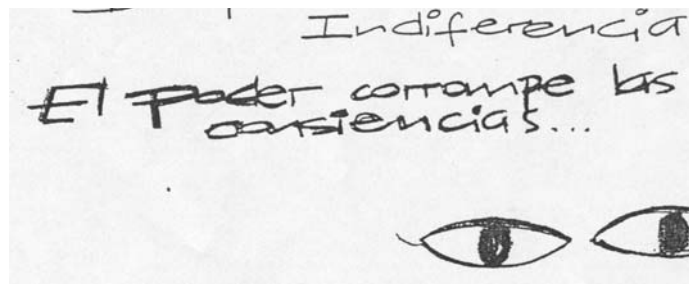 Indiferencia
El Poder corrompe las
consiencias...